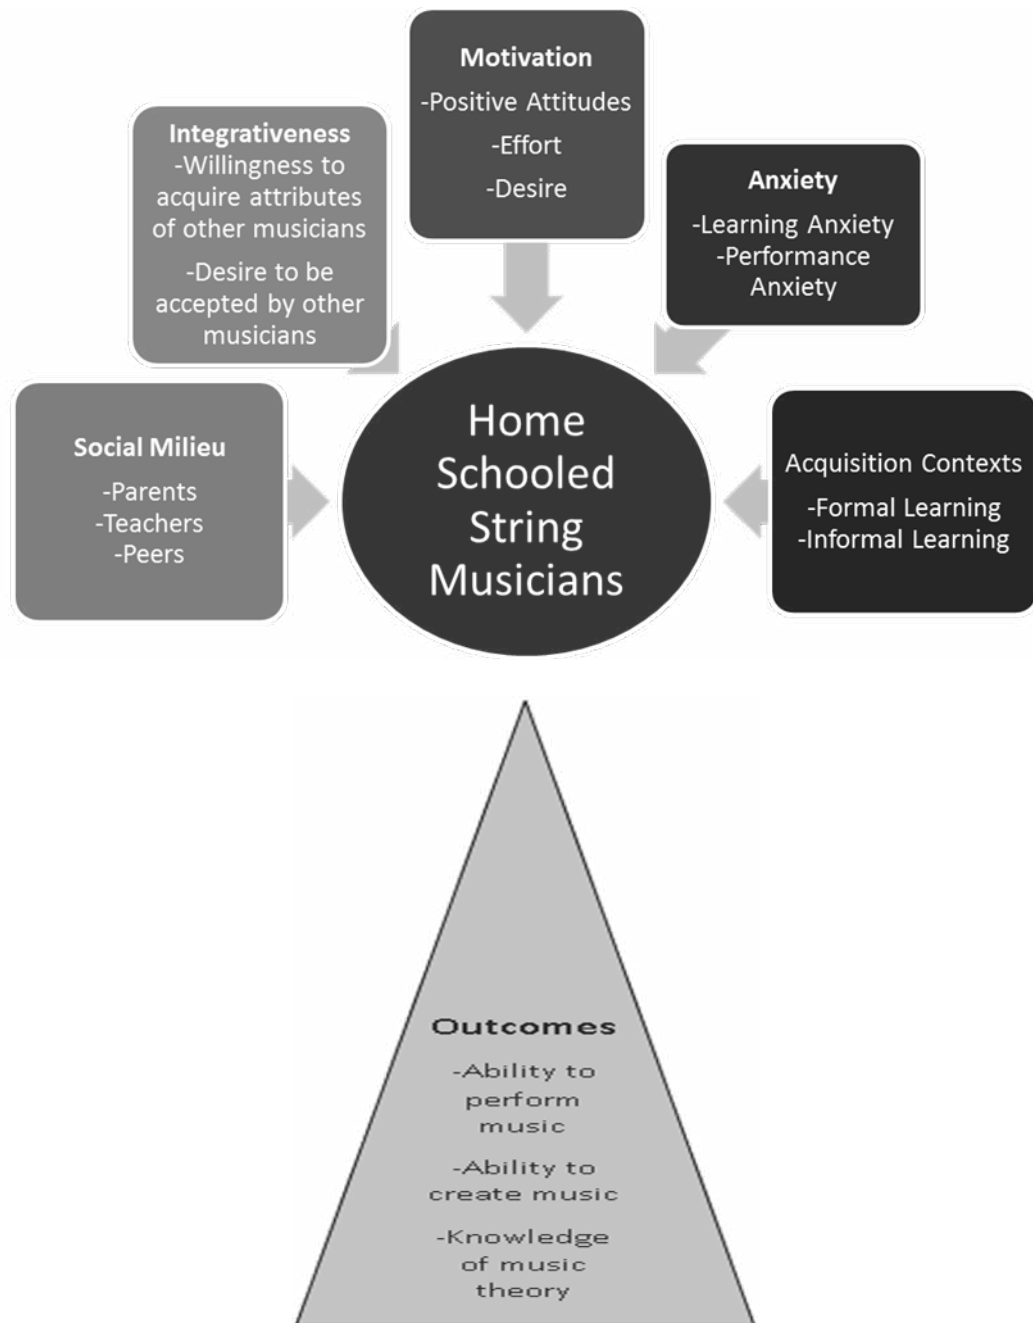 Motivation
-Positive Attitudes
-Effort
-Desire
Integrativeness
-Willingness to
acquire attributes
of other musicians
-Desire to be
accepted by other
musicians
Anxiety
-Learning Anxiety
-Performance
Anxiety
Social Milieu
-Parents
-Teachers
-Peers
Home
Schooled
String
Musicians
Acquisition Contexts
-Formal Learning
-Informal Learning
Outcomes
-Ability to
perform
music
-Ability to
create music
-Knowledge
of music
theory